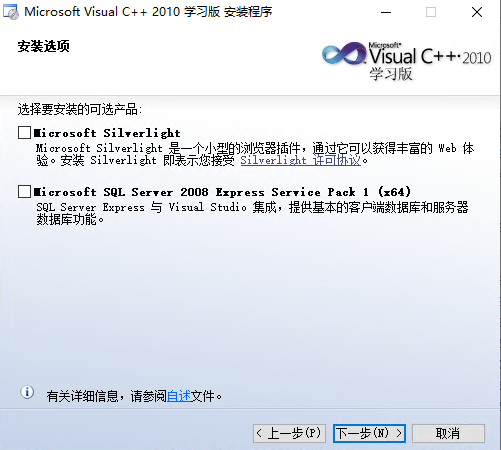 Microsoft Visual C++ 2010 学习版 安装程序
安装选项
Microsoft®
Visual C++ 2010
学习版
选择要安装的可选产品:
Microsoft Silverlight
Microsoft Silverlight 是一个小型的浏览器插件，通过它可以获得丰富的 Web 体
验。安装 Silverlight 即表示您接受 Silverlight 许可协议。
Microsoft SQL Server 2008 Express Service Pack 1 (x64)
SQL Server Express 与 Visual Studio 集成，提供基本的客户端数据库和服务器
数据库功能。
有关详细信息，请参阅自述文件。
< 上一步(P)
下一步(N) >
取消